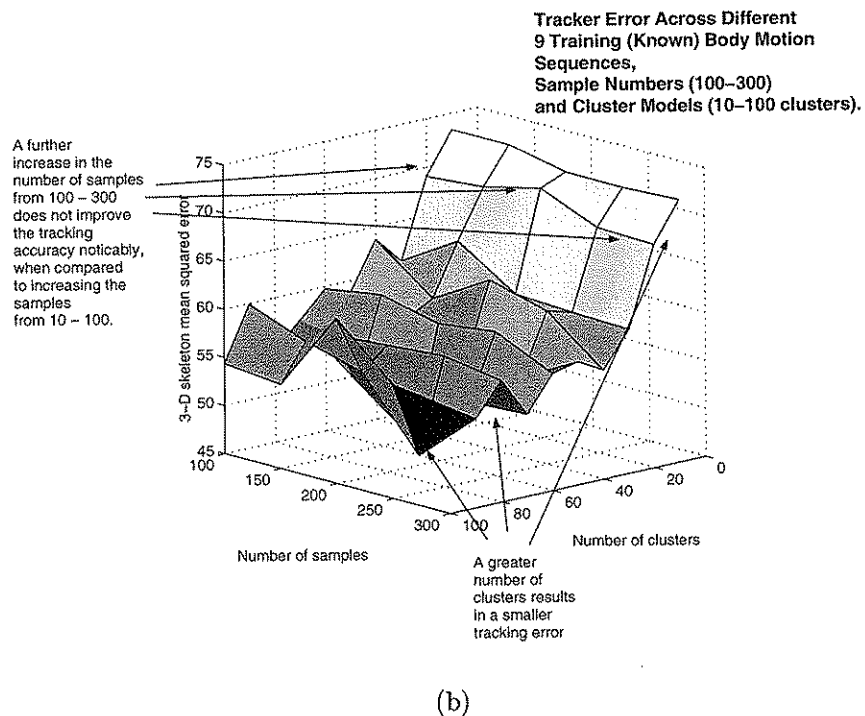 Tracker Error Across Different
9 Training (Known) Body Motion
Sequences,
Sample Numbers (100–300)
and Cluster Models (10–100 clusters).
A further
increase in the
number of samples
from 100 – 300
does not improve
the tracking
accuracy noticably,
when compared
to increasing the
samples
from 10 – 100.
3–D skeleton mean squared error
75
70
65
60
55
50
45
100
150
200
250
300
100
80
60
40
20
0
Number of samples
Number of clusters
A greater
number of
clusters results
in a smaller
tracking error
(b)